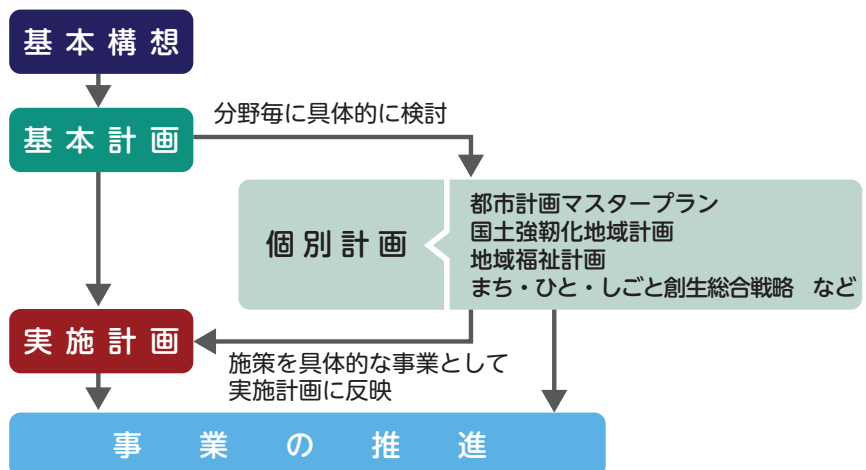 基本構想
基本計画
分野毎に具体的に検討
個別計画
都市計画マスタープラン
国土強靭化地域計画
地域福祉計画
まち・ひと・しごと創生総合戦略　など
実施計画
施策を具体的な事業として
実施計画に反映
事業の推進